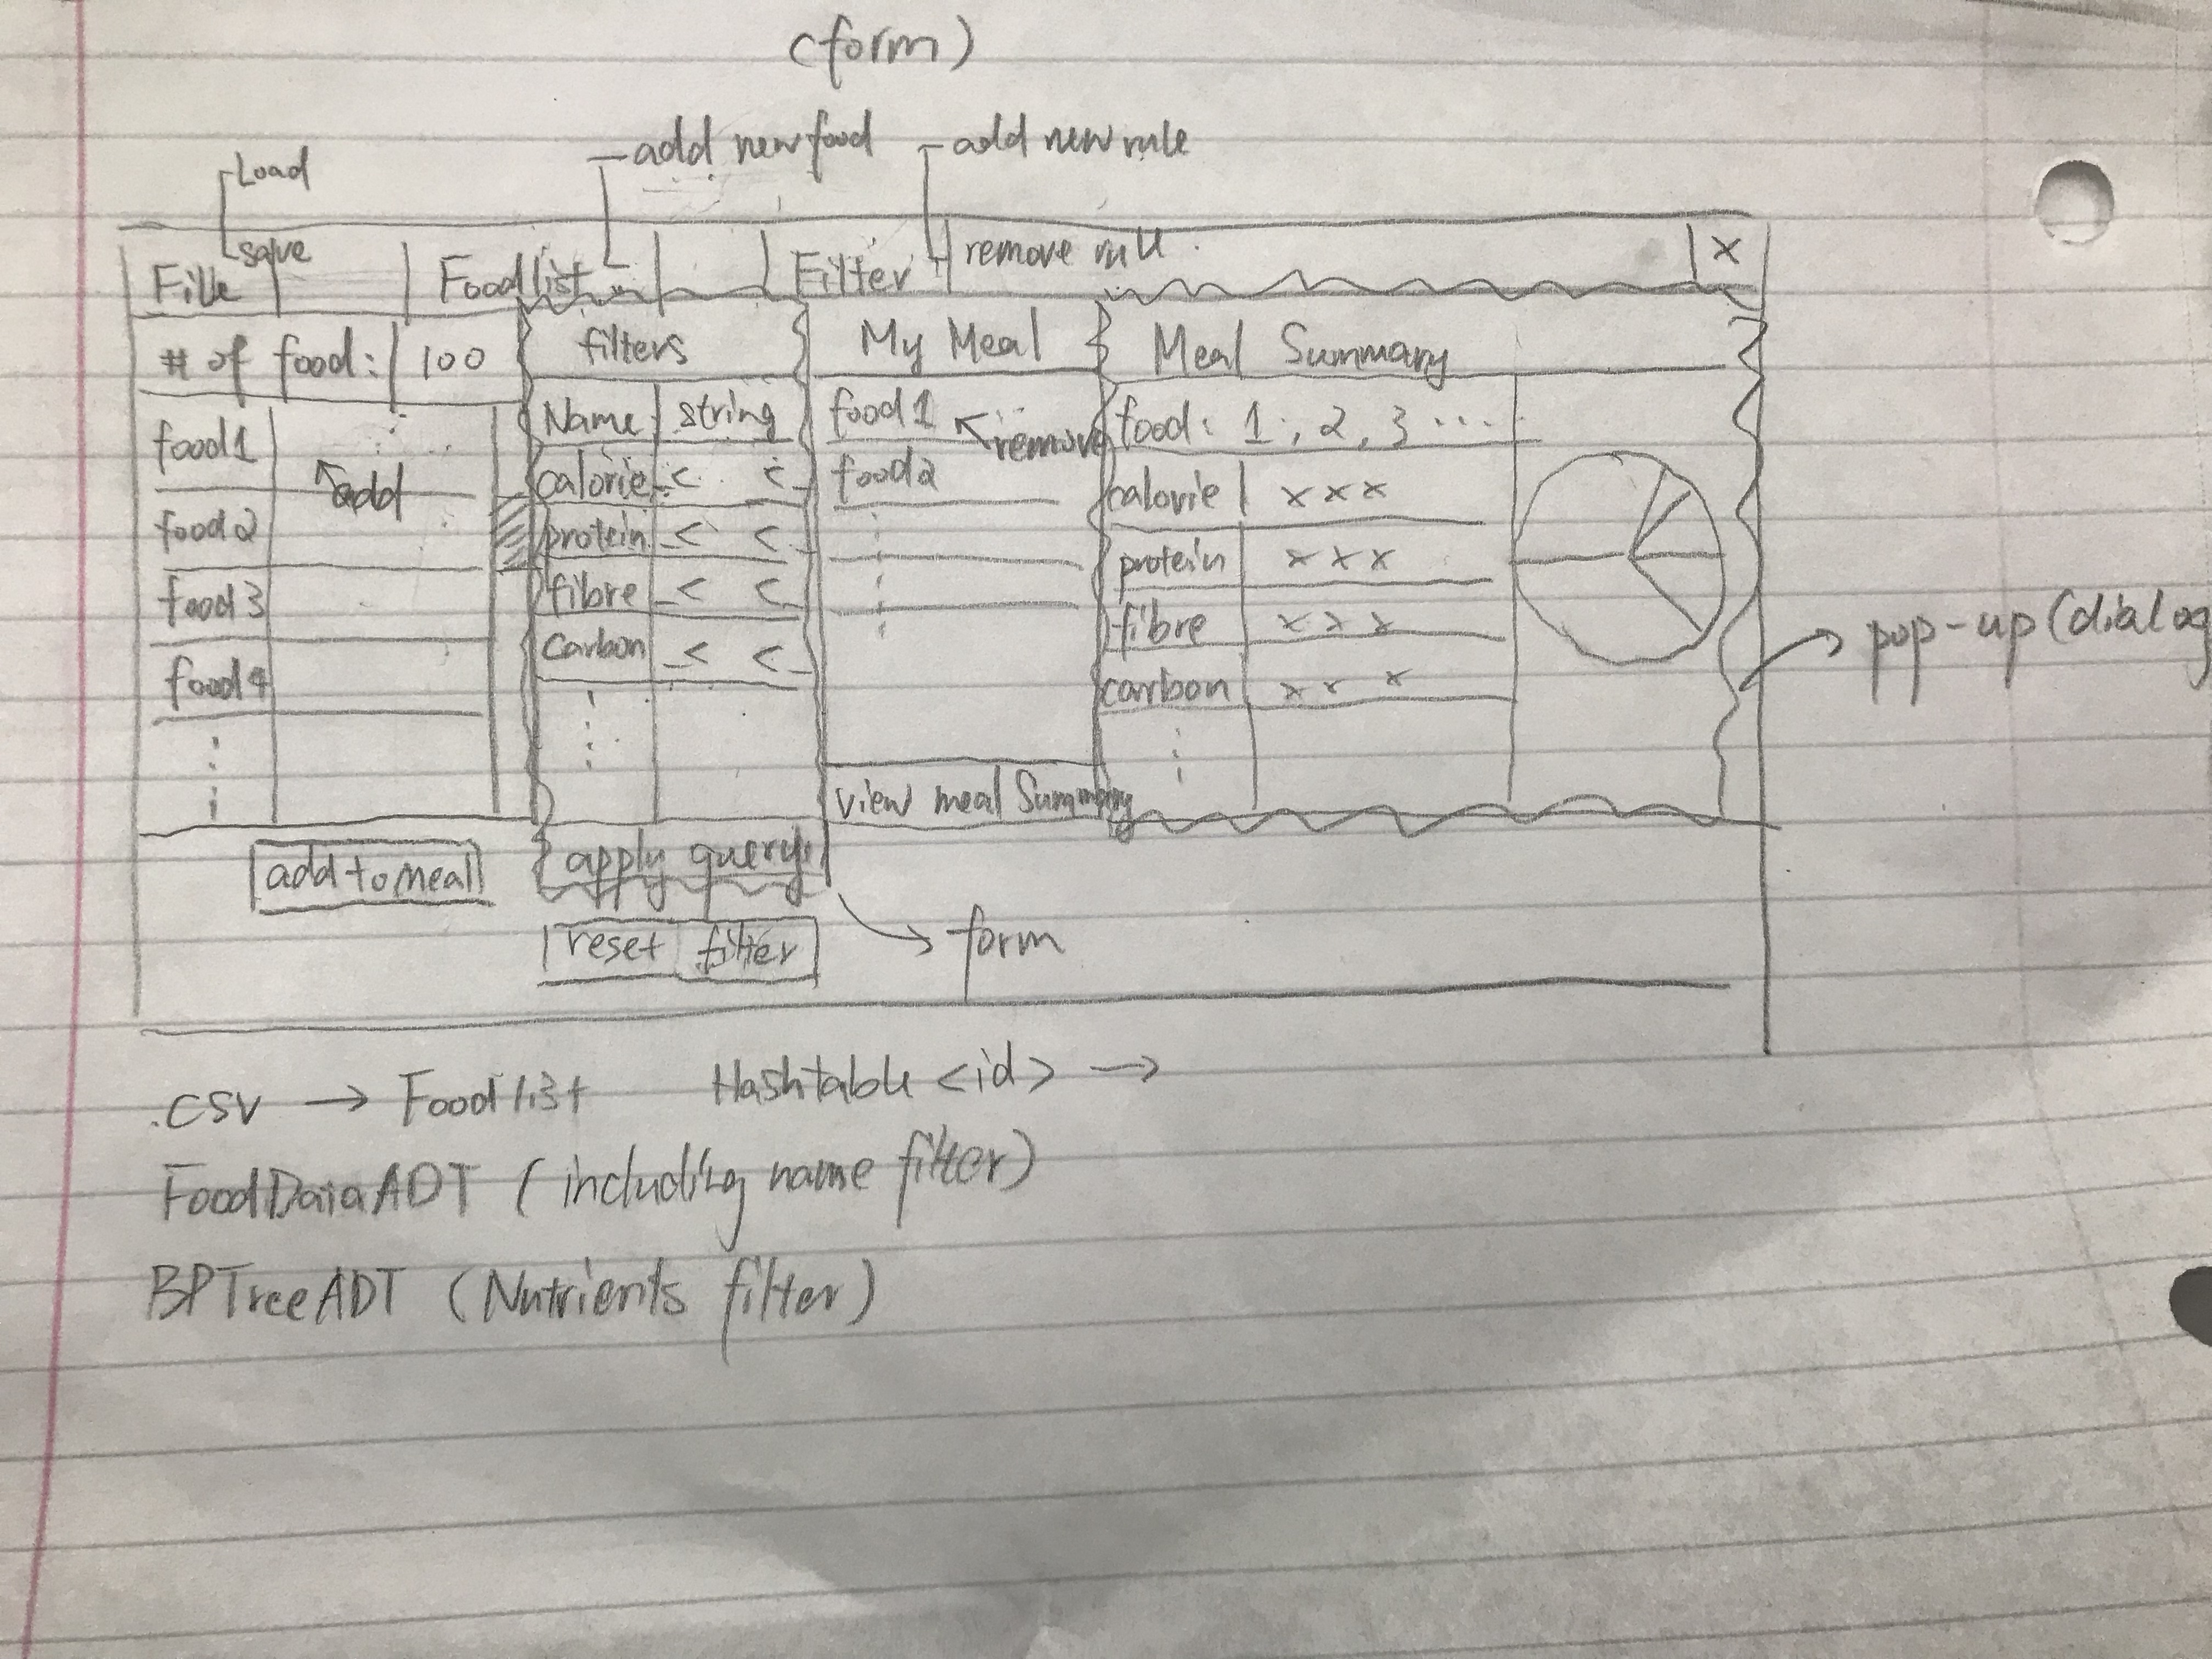 (form)
add new food
add new rule
Load
save
Fille
Foodlist
Filter
remove rule
X
# of food: 100
filters
My Meal
Meal Summary
food1
add
food2
food3
food4
add to meal
Name string
calorie _< <_
protein _< <_
fibre _< <_
Carbon _< <_
apply query
reset filter
food1
remove
food2
view meal Summary
food: 1, 2, 3 ...
calorie xxx
protein xxx
fibre xxx
carbon xxx
pop-up (dialog
form
.csv → Foodlist Hashtable <id> →
FoodDataADT (including name filter)
BPTreeADT (Nutrients filter)